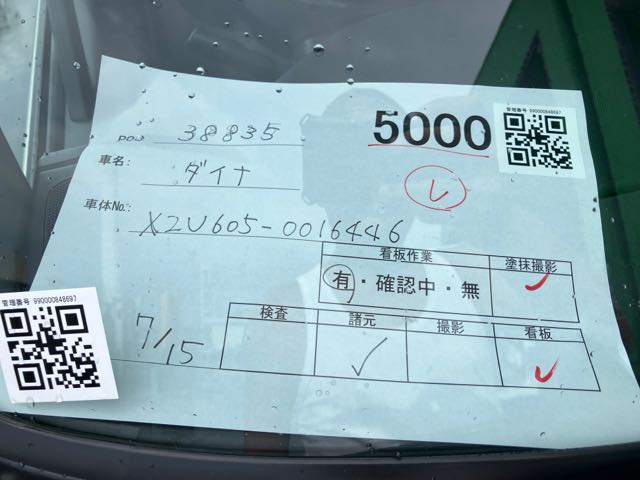 管理番号 990000848697
5000
POS 38835
レ
車名: ダイナ
車体No. XZU605-0016446
看板作業 塗抹撮影
有・確認中・無
検査 諸元 撮影 看板
7/15
管理番号 990000848697